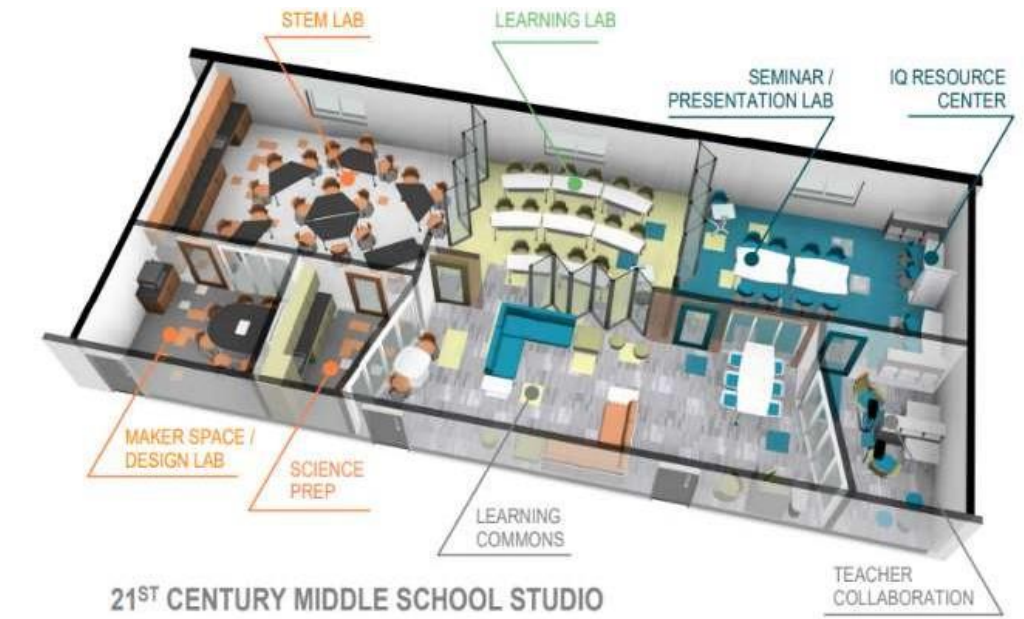 STEM LAB
LEARNING LAB
SEMINAR /
PRESENTATION LAB
IQ RESOURCE
CENTER
MAKER SPACE /
DESIGN LAB
SCIENCE
PREP
LEARNING
COMMONS
TEACHER
COLLABORATION
21ST CENTURY MIDDLE SCHOOL STUDIO